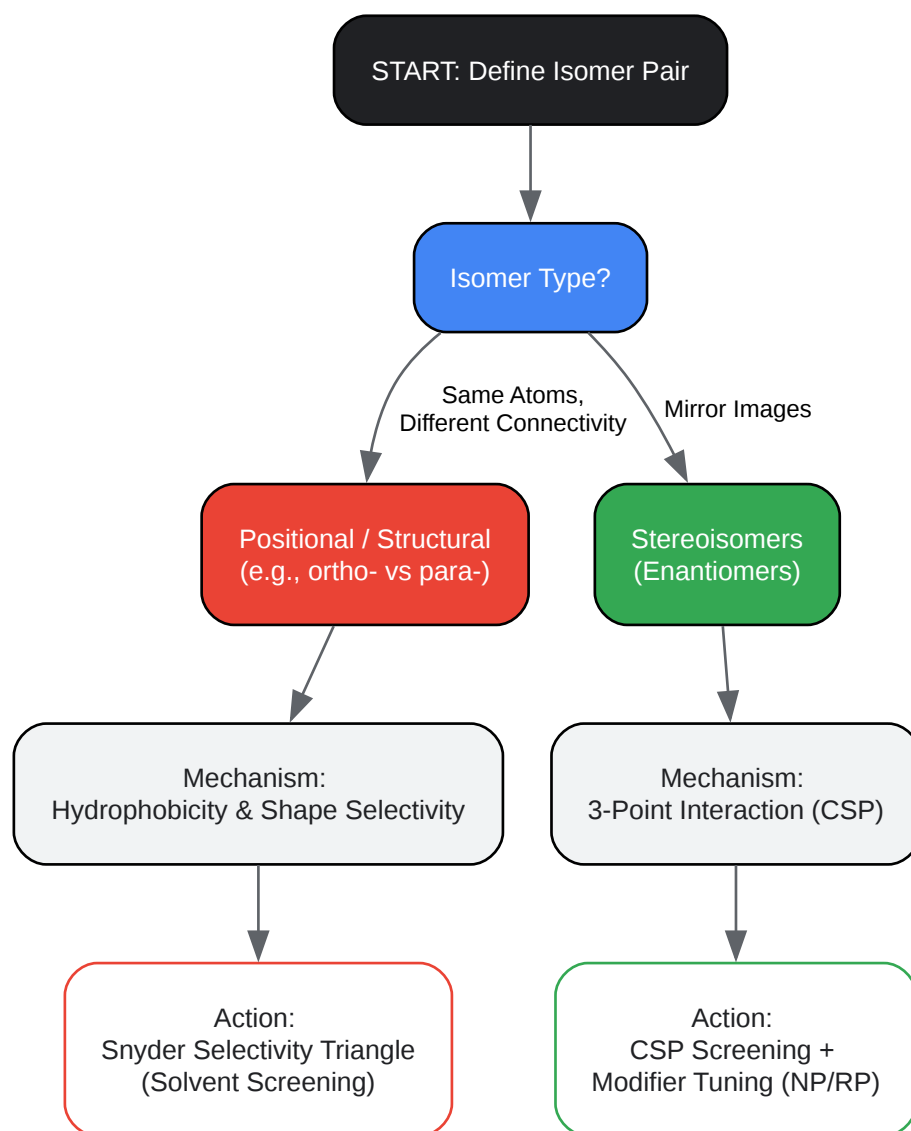 START: Define Isomer Pair
Isomer Type?
Same Atoms,
Different Connectivity
Mirror Images
Positional / Structural
(e.g., ortho- vs para-)
Stereoisomers
(Enantiomers)
Mechanism:
Hydrophobicity & Shape Selectivity
Mechanism:
3-Point Interaction (CSP)
Action:
Snyder Selectivity Triangle
(Solvent Screening)
Action:
CSP Screening +
Modifier Tuning (NP/RP)